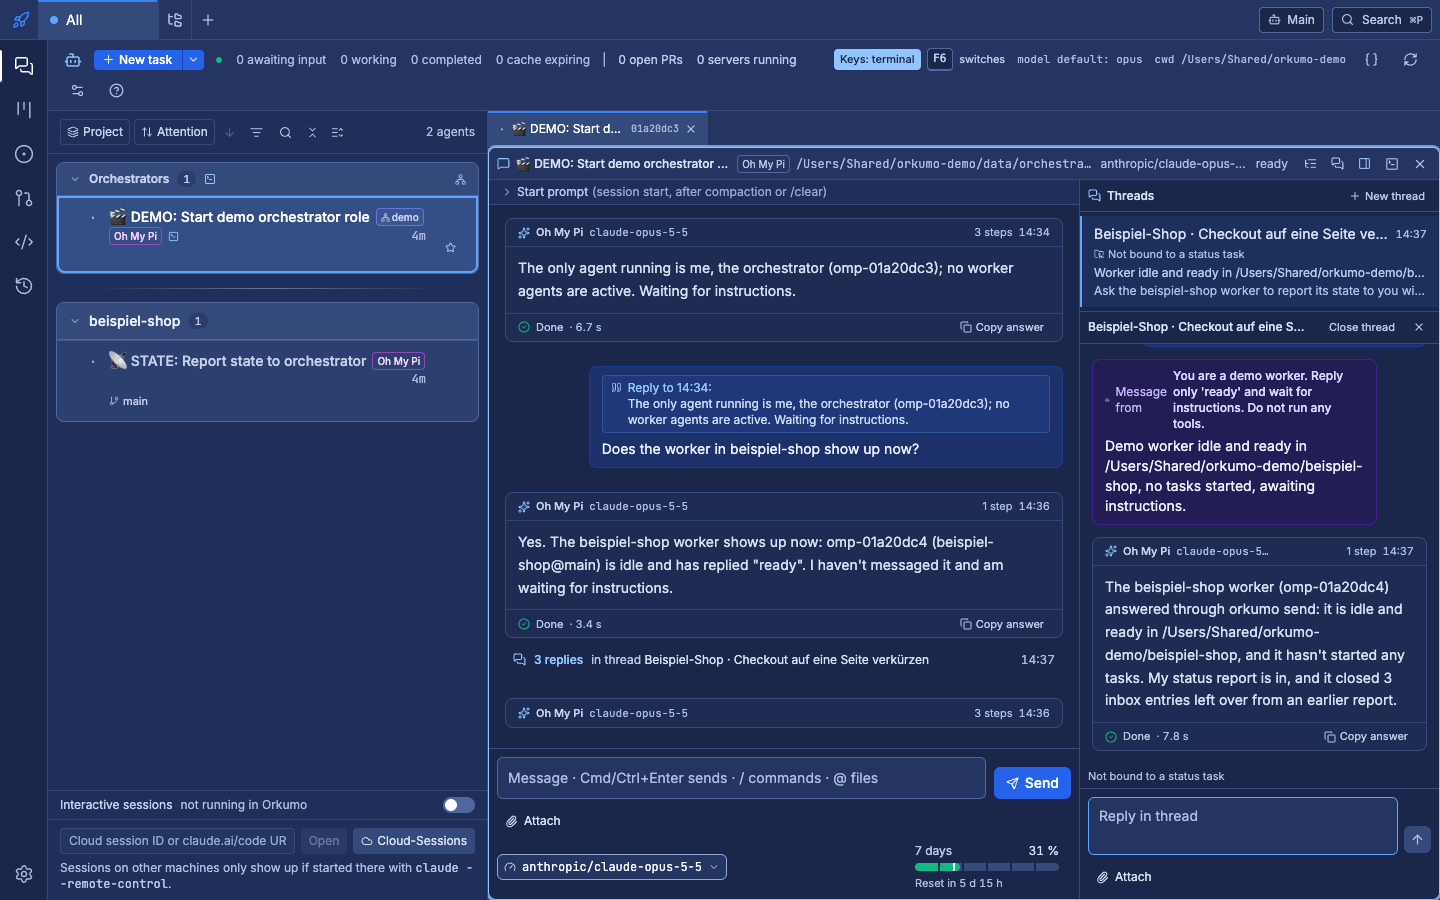 All
Main
Search ⌘P
New task
0 awaiting input
0 working
0 completed
0 cache expiring
0 open PRs
0 servers running
Keys: terminal
F6
switches
model default: opus
cwd /Users/Shared/orkumo-demo
Project
Attention
2 agents
Orchestrators 1
DEMO: Start demo orchestrator role
demo
Oh My Pi
4m
beispiel-shop 1
STATE: Report state to orchestrator
Oh My Pi
4m
main
Interactive sessions not running in Orkumo
Cloud session ID or claude.ai/code UR
Open
Cloud-Sessions
Sessions on other machines only show up if started there with claude -
-remote-control.
DEMO: Start d... 01a20dc3
DEMO: Start demo orchestrator ...
Oh My Pi
/Users/Shared/orkumo-demo/data/orchestra…
anthropic/claude-opus-...
ready
Start prompt (session start, after compaction or /clear)
Oh My Pi claude-opus-5-5
3 steps 14:34
The only agent running is me, the orchestrator (omp-01a20dc3); no worker
agents are active. Waiting for instructions.
Done · 6.7 s
Copy answer
Reply to 14:34:
The only agent running is me, the orchestrator (omp-01a20dc3); no
worker agents are active. Waiting for instructions.
Does the worker in beispiel-shop show up now?
Oh My Pi claude-opus-5-5
1 step 14:36
Yes. The beispiel-shop worker shows up now: omp-01a20dc4 (beispiel-
shop@main) is idle and has replied "ready". I haven't messaged it and am
waiting for instructions.
Done · 3.4 s
Copy answer
3 replies in thread Beispiel-Shop · Checkout auf eine Seite verkürzen
14:37
Oh My Pi claude-opus-5-5
3 steps 14:36
Message · Cmd/Ctrl+Enter sends · / commands · @ files
Send
Attach
anthropic/claude-opus-5-5
7 days
31 %
Reset in 5 d 15 h
Threads
New thread
Beispiel-Shop · Checkout auf eine Seite ve...
14:37
Not bound to a status task
Worker idle and ready in /Users/Shared/orkumo-demo/b...
Ask the beispiel-shop worker to report its state to you wi...
Beispiel-Shop · Checkout auf eine S...
Close thread
Message
from
You are a demo worker. Reply
only 'ready' and wait for
instructions. Do not run any
tools.
Demo worker idle and ready in
/Users/Shared/orkumo-demo/beispiel-
shop, no tasks started, awaiting
instructions.
Oh My Pi claude-opus-5…
1 step 14:37
The beispiel-shop worker (omp-01a20dc4)
answered through orkumo send: it is idle and
ready in /Users/Shared/orkumo-
demo/beispiel-shop, and it hasn't started any
tasks. My status report is in, and it closed 3
inbox entries left over from an earlier report.
Done · 7.8 s
Copy answer
Not bound to a status task
Reply in thread
Attach